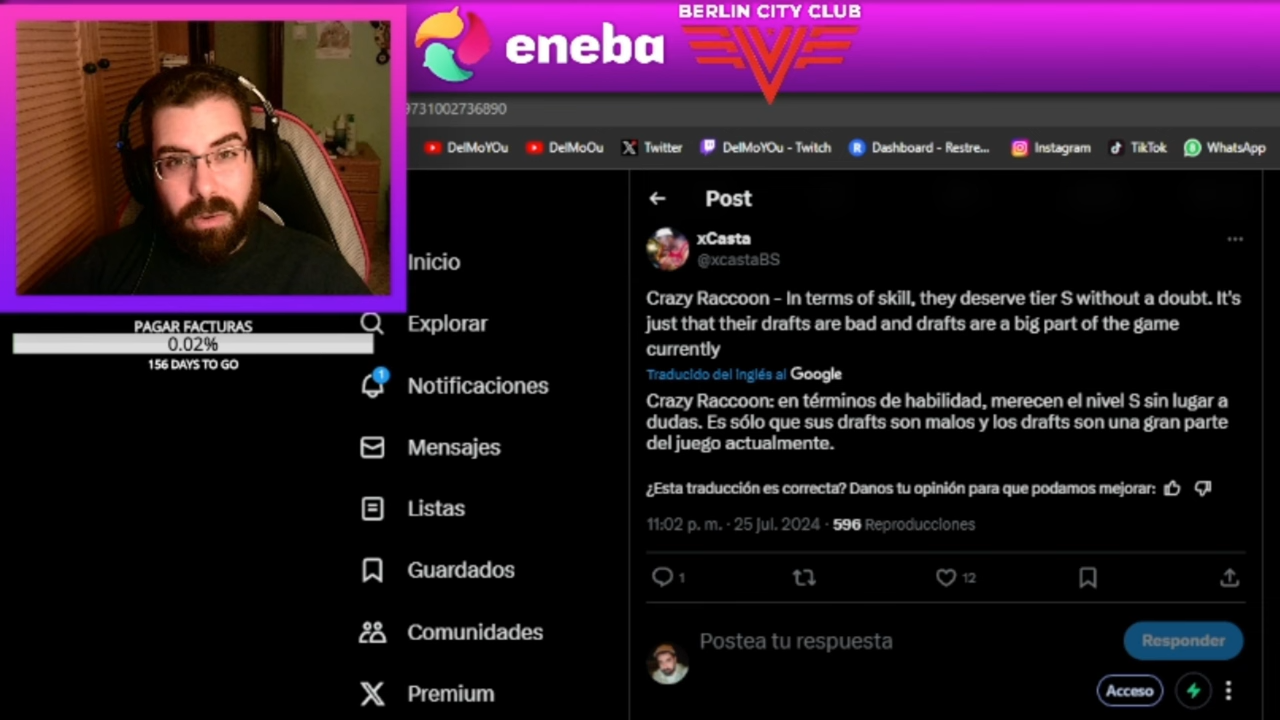 BERLIN CITY CLUB
eneba
9731002736890
DelMoYOu
DelMoOu
Twitter
DelMoYOu - Twitch
Dashboard - Restre...
Instagram
TikTok
WhatsApp
PAGAR FACTURAS
0.02%
156 DAYS TO GO
Inicio
Explorar
1
Notificaciones
Mensajes
Listas
Guardados
Comunidades
Premium
Post
xCasta
@xcastaBS
Crazy Raccoon - In terms of skill, they deserve tier S without a doubt. It's
just that their drafts are bad and drafts are a big part of the game
currently
Traducido del inglés al Google
Crazy Raccoon: en términos de habilidad, merecen el nivel S sin lugar a
dudas. Es sólo que sus drafts son malos y los drafts son una gran parte
del juego actualmente.
¿Esta traducción es correcta? Danos tu opinión para que podamos mejorar:
11:02 p. m. · 25 jul. 2024 · 596 Reproducciones
1
12
Postea tu respuesta
Responder
Acceso